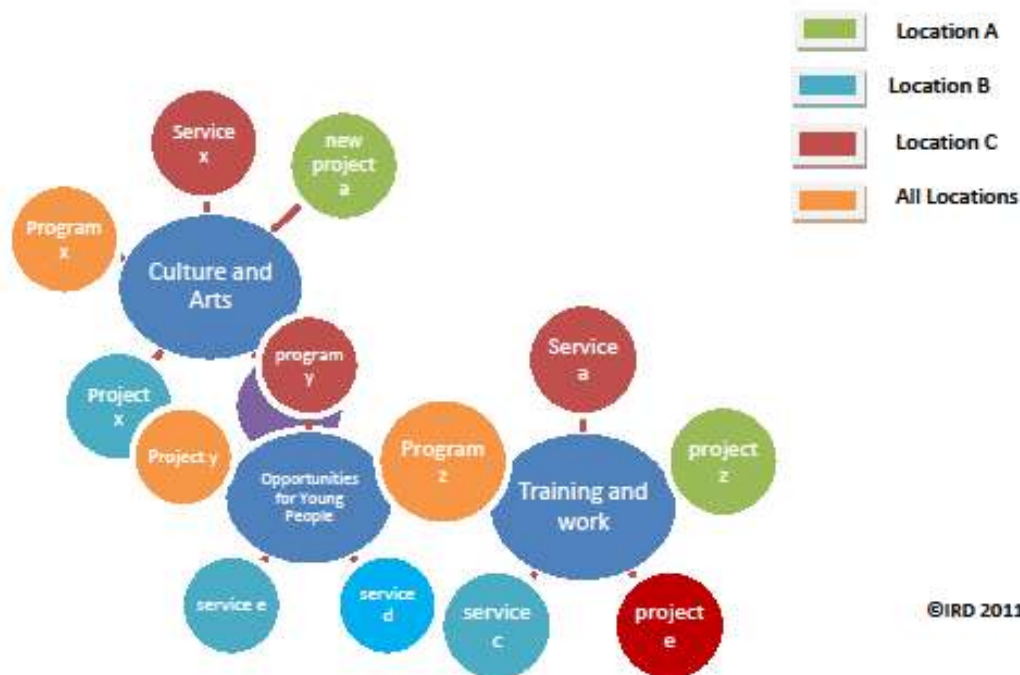 Location A
Location B
Location C
All Locations
Service
x
new
project
a
Program
x
Culture and
Arts
program
y
Project
x
Project y
Opportunities
for Young
People
Program
z
Service
a
Training and
work
project
z
service e
service
d
service
c
project
e
©IRD 2011